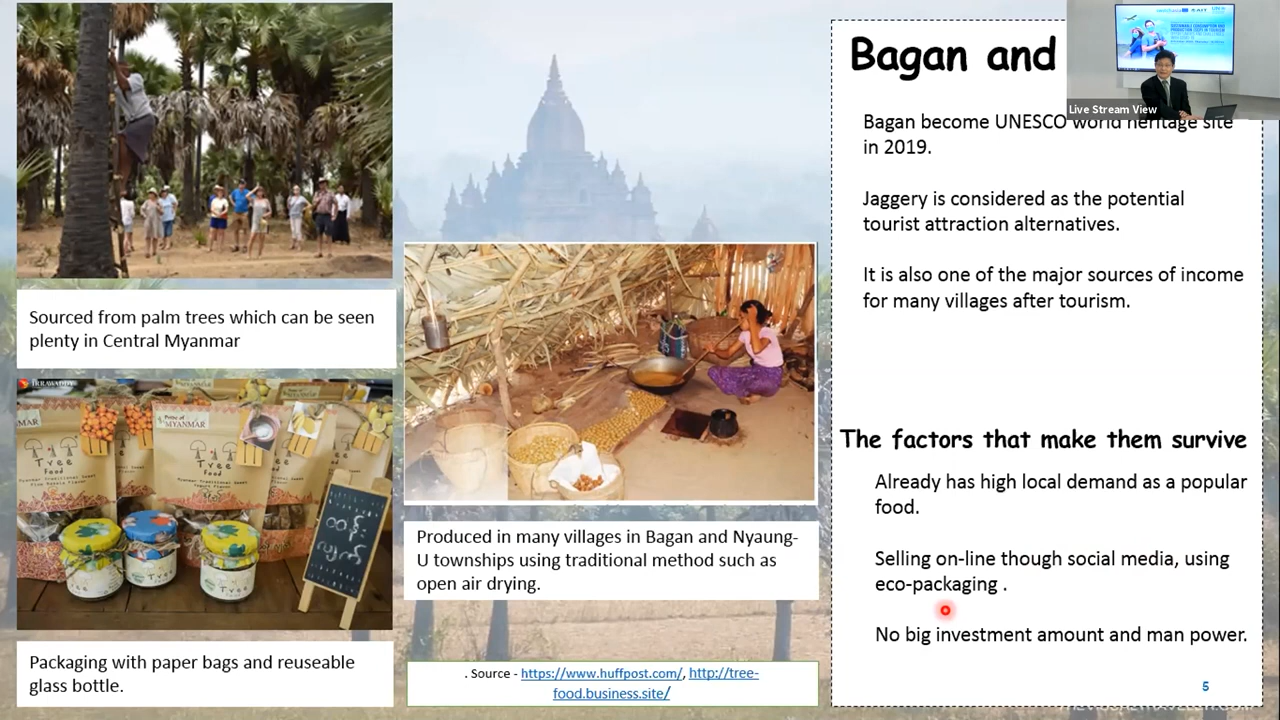 Bagan and
Live Stream View
Bagan become UNESCO world heritage site
in 2019.
Jaggery is considered as the potential
tourist attraction alternatives.
It is also one of the major sources of income
for many villages after tourism.
Sourced from palm trees which can be seen
plenty in Central Myanmar
IRRAWADDY
MYANMAR
Tree
Food
Produced in many villages in Bagan and Nyaung-
U townships using traditional method such as
open air drying.
Packaging with paper bags and reuseable
glass bottle.
. Source - https://www.huffpost.com/, http://tree-
food.business.site/
The factors that make them survive
Already has high local demand as a popular
food.
Selling on-line though social media, using
eco-packaging .
No big investment amount and man power.
5